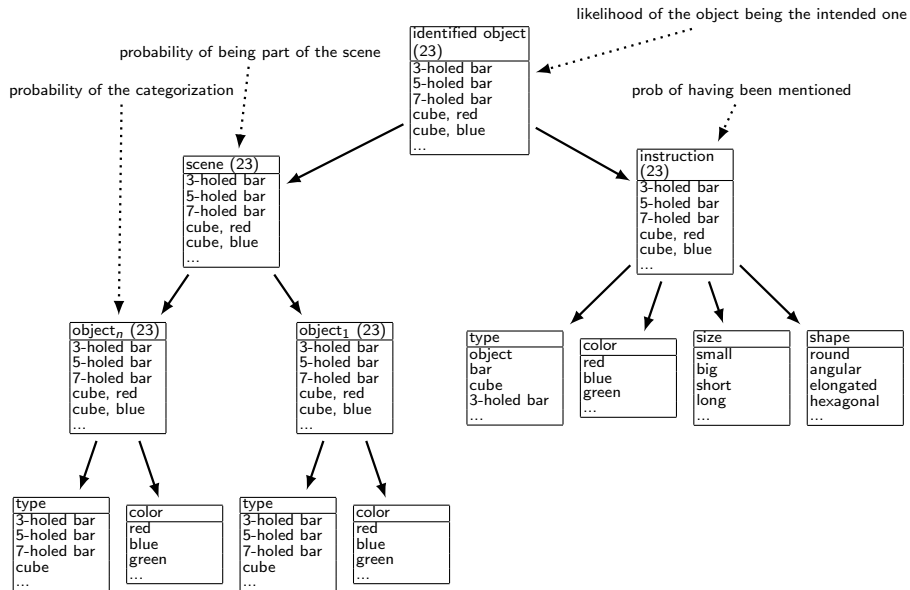 likelihood of the object being the intended one
identified object
(23)
3-holed bar
5-holed bar
7-holed bar
cube, red
cube, blue
...
probability of being part of the scene
probability of the categorization
prob of having been mentioned
scene (23)
3-holed bar
5-holed bar
7-holed bar
cube, red
cube, blue
...
instruction
(23)
3-holed bar
5-holed bar
7-holed bar
cube, red
cube, blue
...
objectₙ (23)
3-holed bar
5-holed bar
7-holed bar
cube, red
cube, blue
...
object₁ (23)
3-holed bar
5-holed bar
7-holed bar
cube, red
cube, blue
...
type
object
bar
cube
3-holed bar
...
color
red
blue
green
...
size
small
big
short
long
...
shape
round
angular
elongated
hexagonal
...
type
3-holed bar
5-holed bar
7-holed bar
cube
...
color
red
blue
green
...
type
3-holed bar
5-holed bar
7-holed bar
cube
...
color
red
blue
green
...